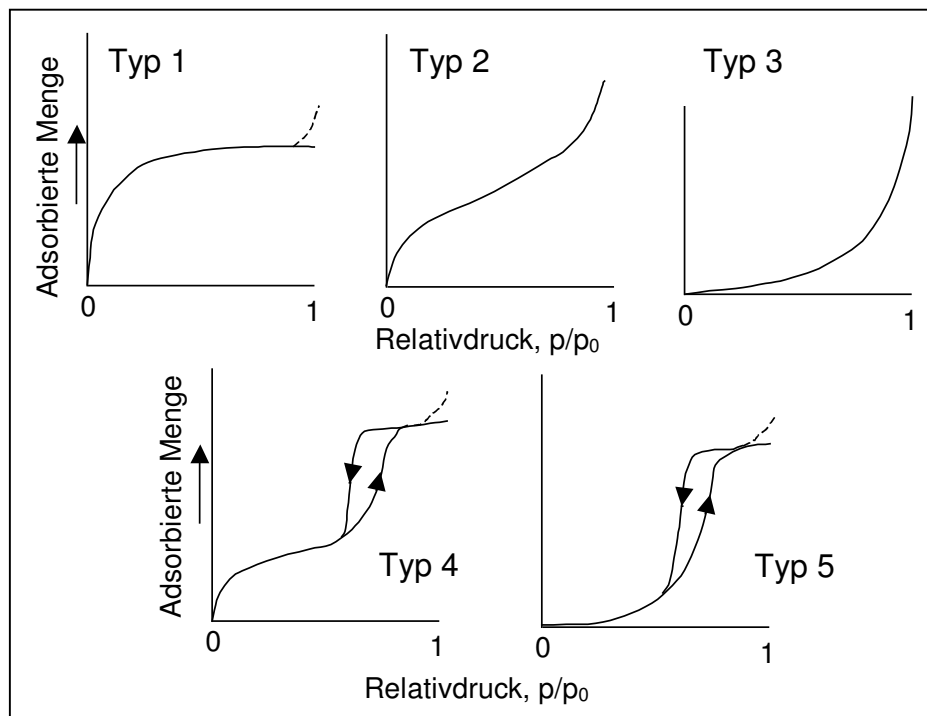 Typ 1
Typ 2
Typ 3
Adsorbierte Menge
0
1
0
1
0
1
Relativdruck, p/p₀
Adsorbierte Menge
Typ 4
Typ 5
0
1
0
1
Relativdruck, p/p₀